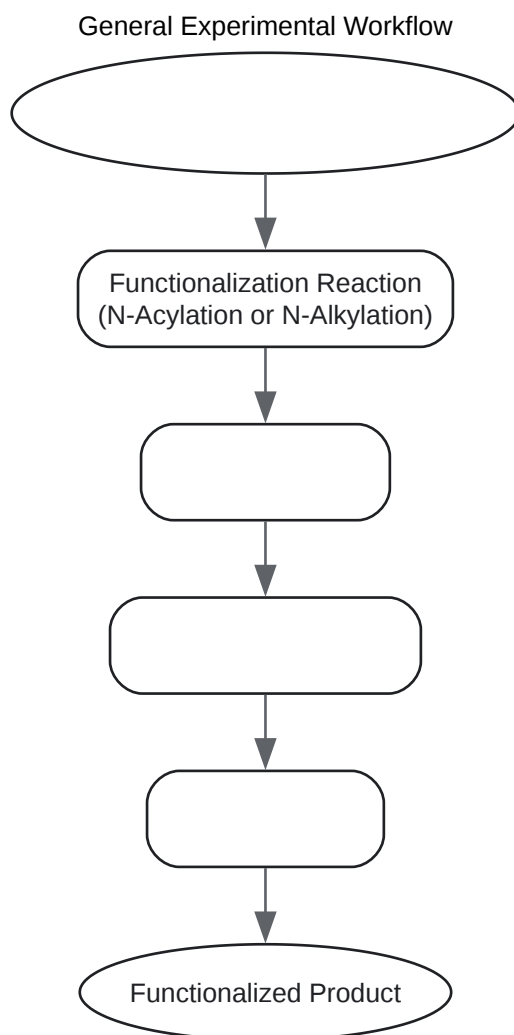 General Experimental Workflow
Functionalization Reaction
(N-Acylation or N-Alkylation)
Functionalized Product